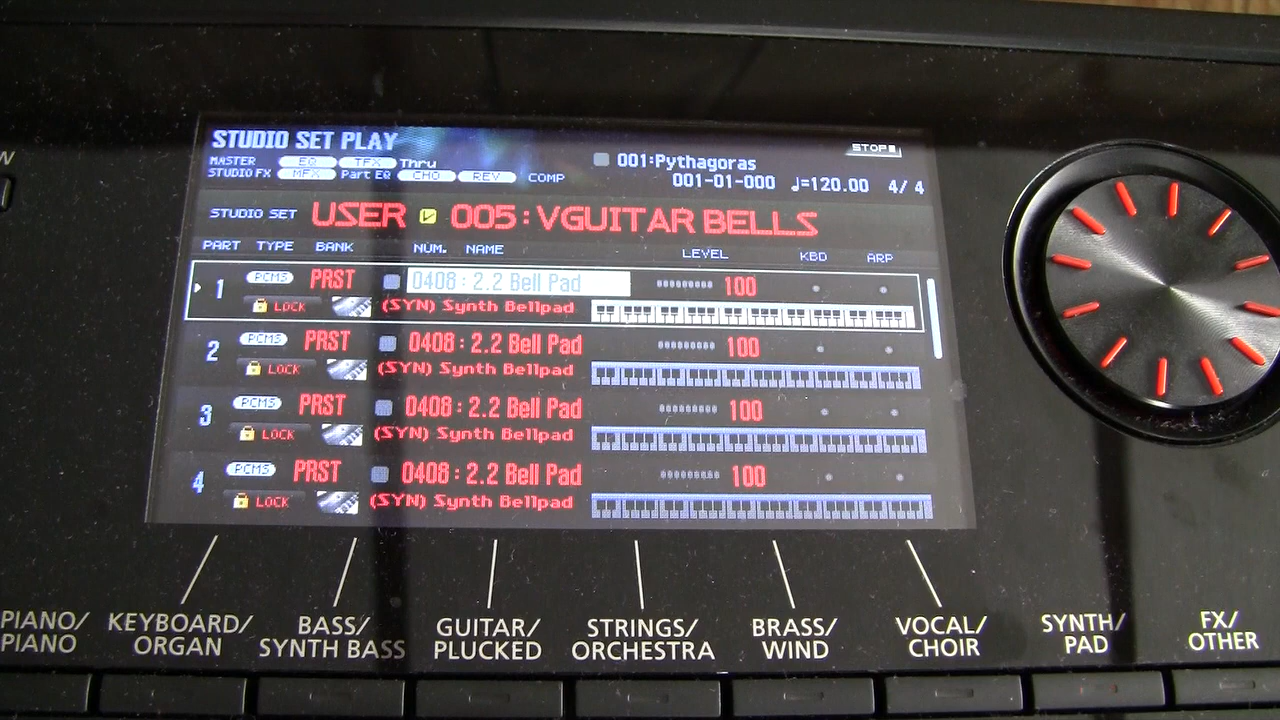 W
STUDIO SET PLAY
STOP
MASTER EQ TFX Thru
001:Pythagoras
STUDIO FX MFX Part EQ CHO REV COMP
001-01-000 ♩=120.00 4/ 4
STUDIO SET USER 005:VGUITAR BELLS
PART TYPE BANK NUM. NAME LEVEL KBD ARP
1 PCMS PRST 0408: 2.2 Bell Pad 100
LOCK (SYN) Synth Bellpad
2 PCMS PRST 0408: 2.2 Bell Pad 100
LOCK (SYN) Synth Bellpad
3 PCMS PRST 0408: 2.2 Bell Pad 100
LOCK (SYN) Synth Bellpad
4 PCMS PRST 0408: 2.2 Bell Pad 100
LOCK (SYN) Synth Bellpad
PIANO/
PIANO
KEYBOARD/
ORGAN
BASS/
SYNTH BASS
GUITAR/
PLUCKED
STRINGS/
ORCHESTRA
BRASS/
WIND
VOCAL/
CHOIR
SYNTH/
PAD
FX/
OTHER